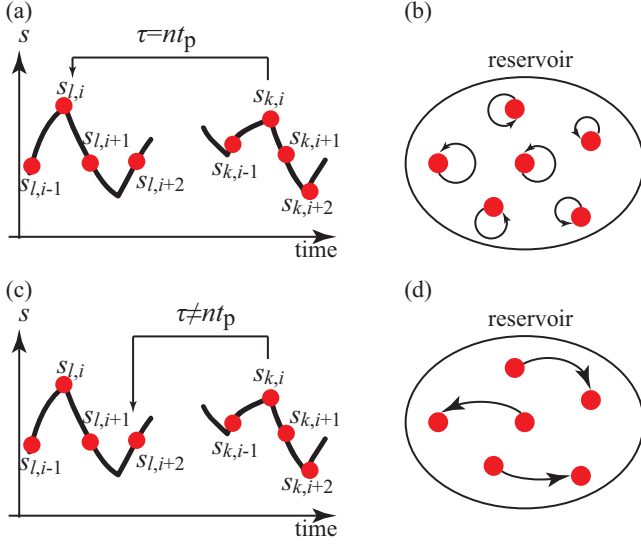 (a)
s
τ=ntp
sl,i
sl,i-1
sl,i+1
sl,i+2
sk,i
sk,i-1
sk,i+1
sk,i+2
time
(b)
reservoir
(c)
s
τ≠ntp
sl,i
sl,i-1
sl,i+1
sl,i+2
sk,i
sk,i-1
sk,i+1
sk,i+2
time
(d)
reservoir